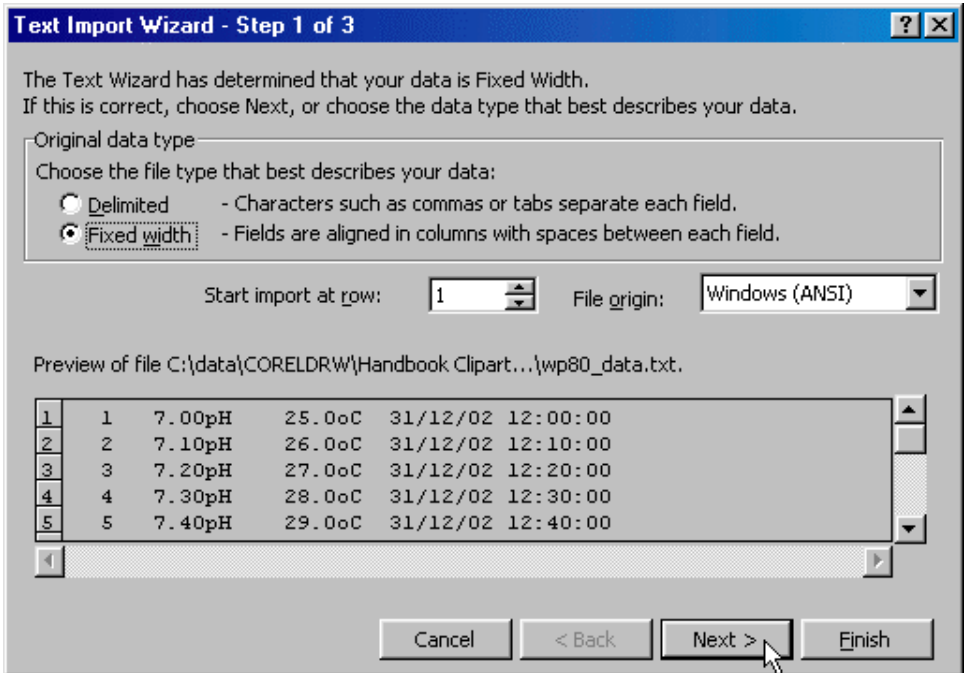 Text Import Wizard - Step 1 of 3
The Text Wizard has determined that your data is Fixed Width.
If this is correct, choose Next, or choose the data type that best describes your data.
Original data type
Choose the file type that best describes your data:
Delimited - Characters such as commas or tabs separate each field.
Fixed width - Fields are aligned in columns with spaces between each field.
Start import at row: 1 File origin: Windows (ANSI)
Preview of file C:\data\CORELDRW\Handbook Clipart...\wp80_data.txt.
1 1 7.00pH 25.0oC 31/12/02 12:00:00
2 2 7.10pH 26.0oC 31/12/02 12:10:00
3 3 7.20pH 27.0oC 31/12/02 12:20:00
4 4 7.30pH 28.0oC 31/12/02 12:30:00
5 5 7.40pH 29.0oC 31/12/02 12:40:00
Cancel < Back Next > Finish